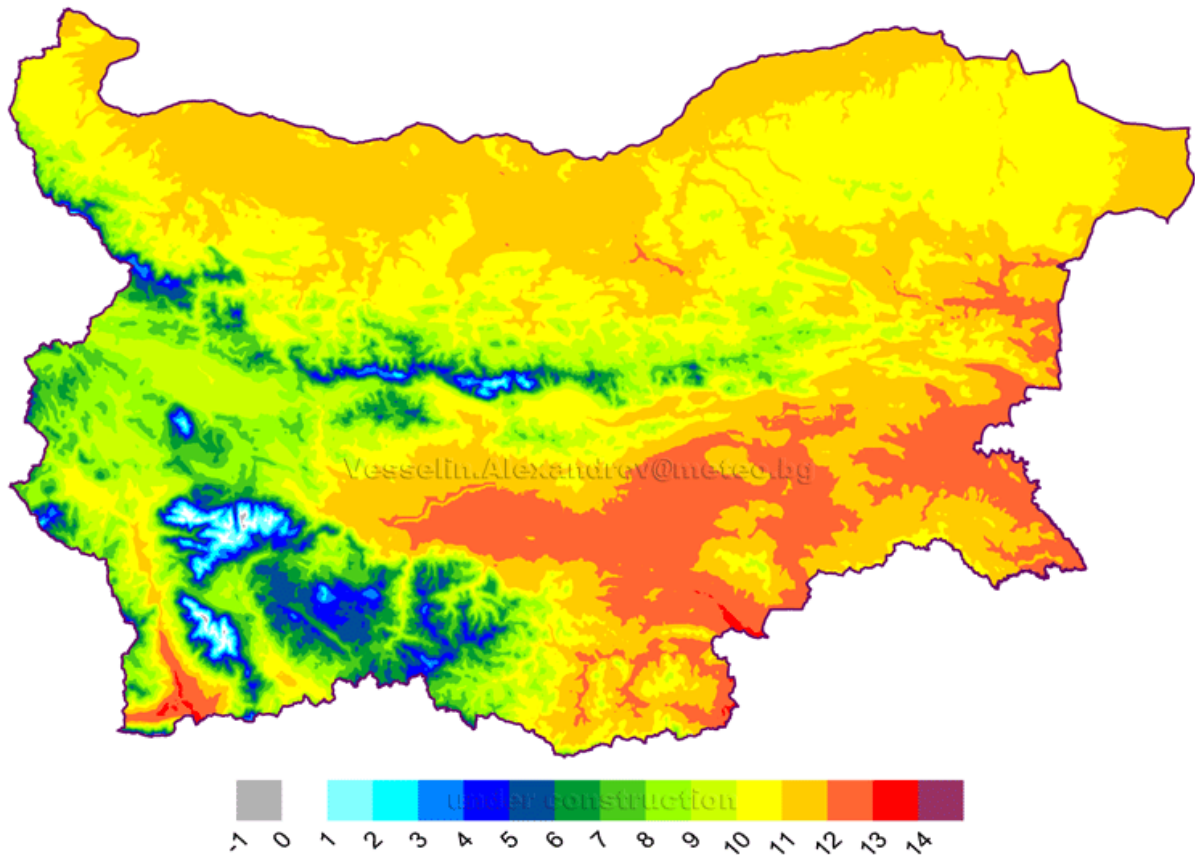 Vesselin.Alexandrov@meteo.bg
under construction
-1 0 1 2 3 4 5 6 7 8 9 10 11 12 13 14